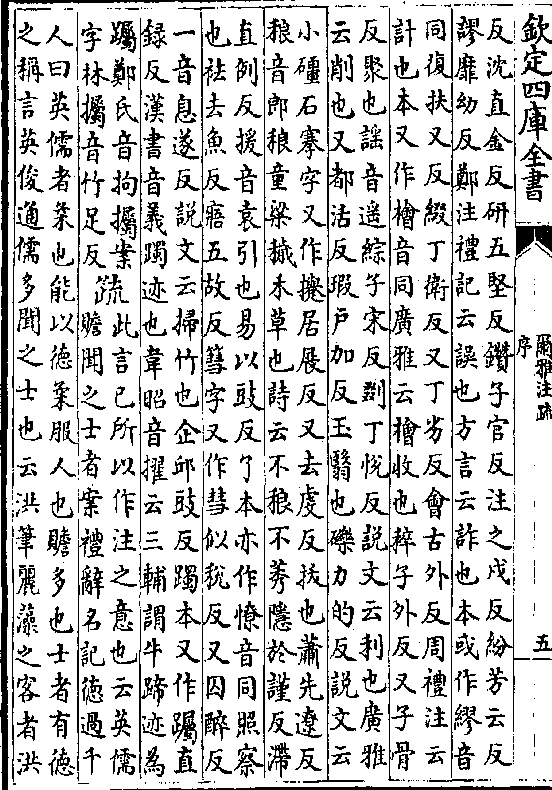 欽定四庫全書
爾雅注疏
序
五
反沈直金反研五堅反鑽子官反注之戍反紛芳云反
謬靡幼反鄭注禮記云誤也方言云詐也本或作繆音
同復扶又反綴丁衛反又丁劣反會古外反周禮注云
計也本又作檜音同廣雅云檜收也稡子外反又子骨
反聚也謡音遥綜子宋反剟丁悅反說文云刋也廣雅
云削也又都活反瑕戸加反玉翳也礫力的反說文云
小礓石搴字又作攓居展反又去虔反拔也蕭先遼反
稂音郎稂童粱攕木草也詩云不稂不莠隱於謹反滯
直例反援音袁引也易以豉反了本亦作憭音同照察
也祛去魚反寤五故反篲字又作彗似稅反又囚醉反
一音息遂反說文云掃竹也企邱豉反躅本又作𨇤直
録反漢書音義躅迹也韋昭音擢云三輔謂牛蹄迹為
躅鄭氏音拘攌業
字林攌音竹足反 疏此言已所以作注之意也云英儒
贍聞之士者案禮辭名記德過千
人曰英儒者柔也能以德柔服人也贍多也士者有德
之稱言英俊通儒多聞之士也云洪筆麗藻之客者洪